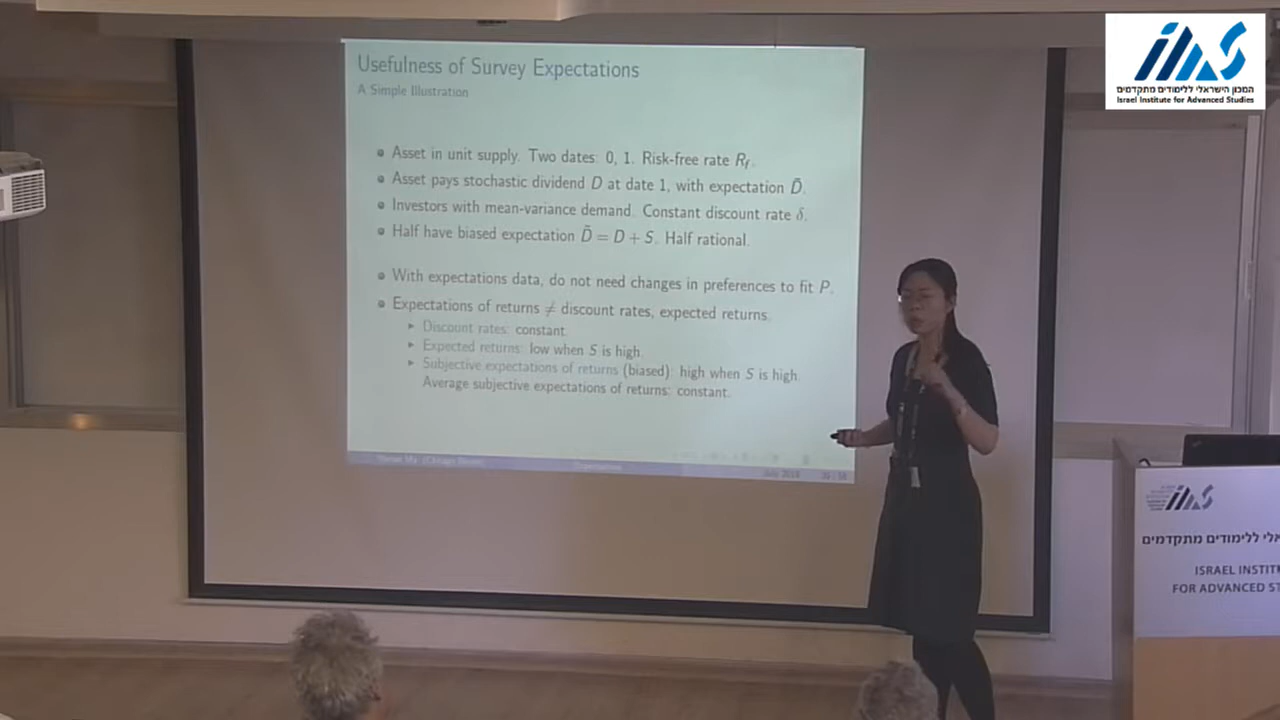 Usefulness of Survey Expectations
A Simple Illustration
Asset in unit supply. Two dates: 0, 1. Risk-free rate R_f.
Asset pays stochastic dividend D at date 1, with expectation D̄.
Investors with mean-variance demand. Constant discount rate δ.
Half have biased expectation D̃ = D + S. Half rational.
With expectations data, do not need changes in preferences to fit P.
Expectations of returns ≠ discount rates, expected returns.
Discount rates: constant.
Expected returns: low when S is high.
Subjective expectations of returns (biased): high when S is high.
Average subjective expectations of returns: constant.
Expectations
July 2018
המכון הישראלי ללימודים מתקדמים
Israel Institute for Advanced Studies
ללימודים מתקדמים
ISRAEL
FOR ADVANCED